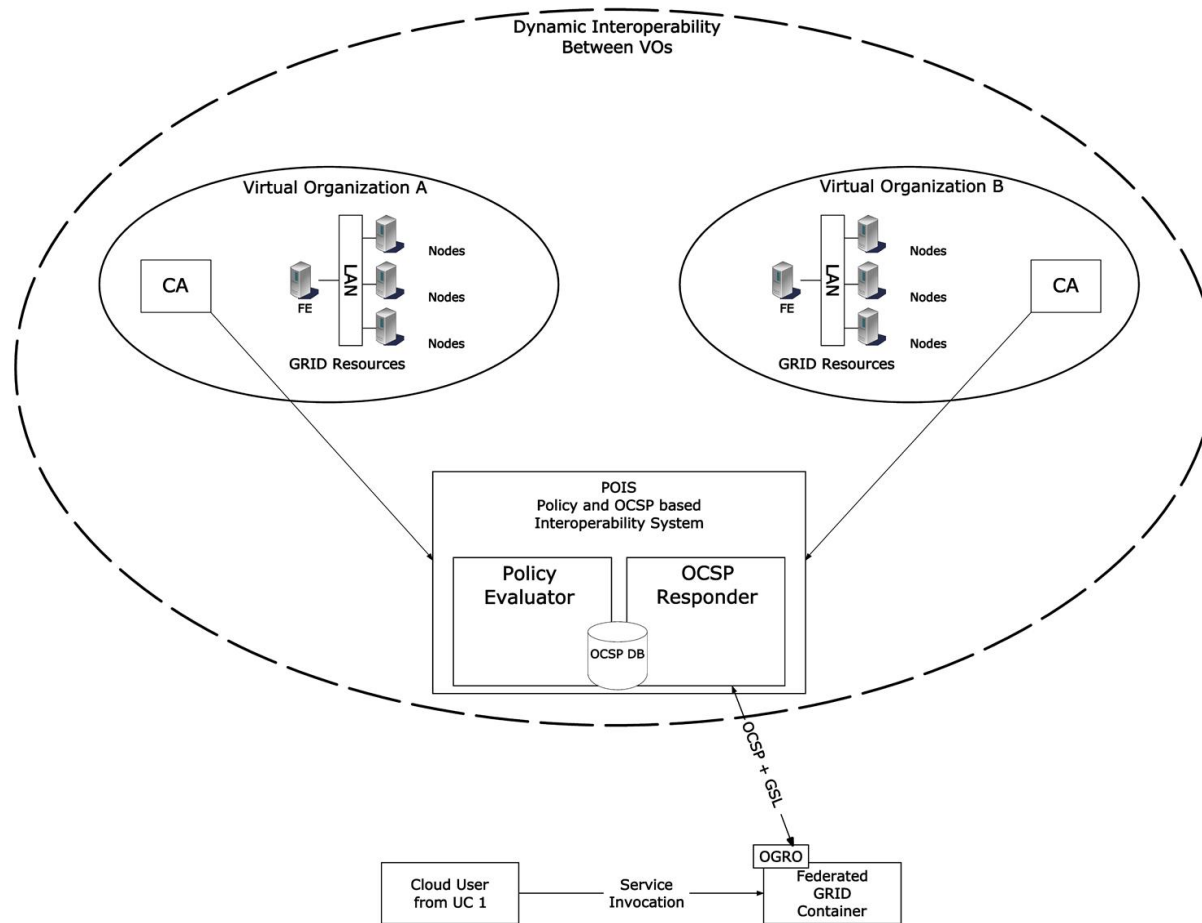 Dynamic Interoperability
Between VOs
Virtual Organization A
CA
FE
LAN
Nodes
Nodes
Nodes
GRID Resources
Virtual Organization B
FE
LAN
Nodes
Nodes
Nodes
CA
GRID Resources
POIS
Policy and OCSP based
Interoperability System
Policy
Evaluator
OCSP
Responder
OCSP DB
OCSP + GSL
OGRO
Cloud User
from UC 1
Service
Invocation
Federated
GRID
Container